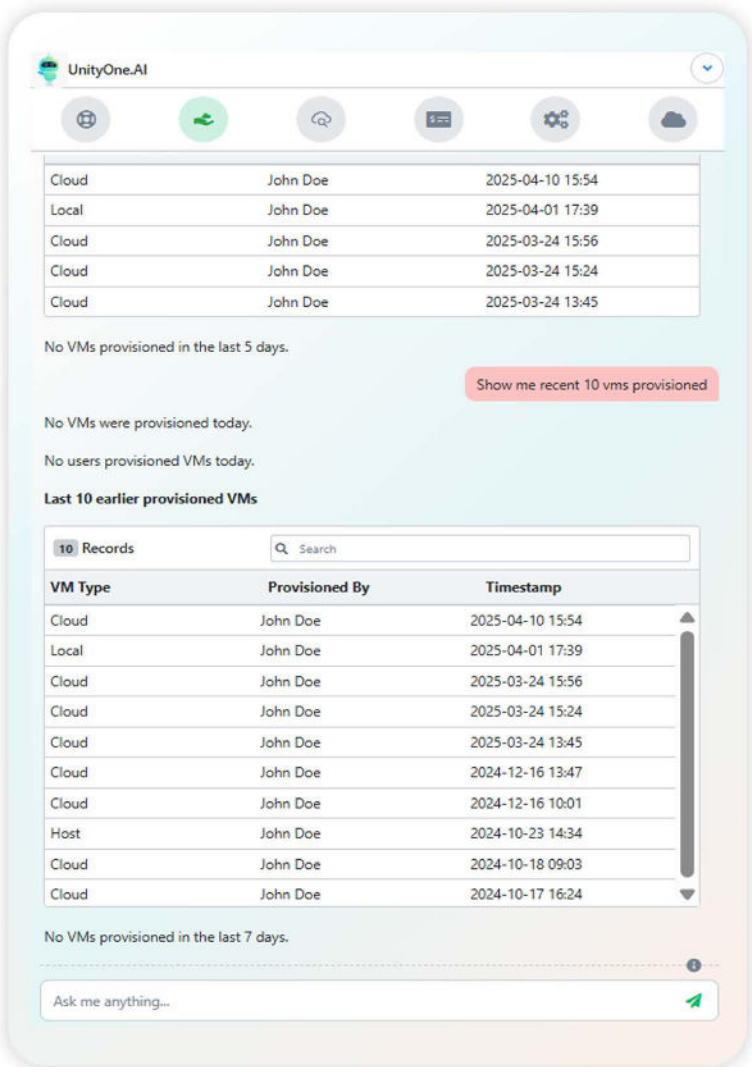 UnityOne.AI
Cloud John Doe 2025-04-10 15:54
Local John Doe 2025-04-01 17:39
Cloud John Doe 2025-03-24 15:56
Cloud John Doe 2025-03-24 15:24
Cloud John Doe 2025-03-24 13:45
No VMs provisioned in the last 5 days.
Show me recent 10 vms provisioned
No VMs were provisioned today.
No users provisioned VMs today.
Last 10 earlier provisioned VMs
10 Records Search
VM Type Provisioned By Timestamp
Cloud John Doe 2025-04-10 15:54
Local John Doe 2025-04-01 17:39
Cloud John Doe 2025-03-24 15:56
Cloud John Doe 2025-03-24 15:24
Cloud John Doe 2025-03-24 13:45
Cloud John Doe 2024-12-16 13:47
Cloud John Doe 2024-12-16 10:01
Host John Doe 2024-10-23 14:34
Cloud John Doe 2024-10-18 09:03
Cloud John Doe 2024-10-17 16:24
No VMs provisioned in the last 7 days.
Ask me anything...